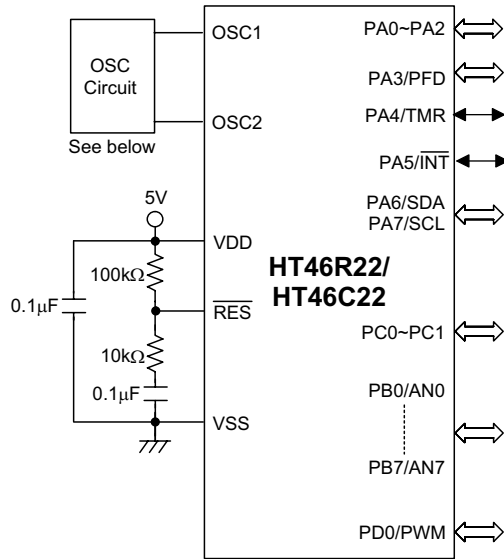 OSC
Circuit
See below
OSC1
OSC2
5V
VDD
100kΩ
0.1μF
RES
10kΩ
0.1μF
VSS
HT46R22/
HT46C22
PA0~PA2
PA3/PFD
PA4/TMR
PA5/INT
PA6/SDA
PA7/SCL
PC0~PC1
PB0/AN0
PB7/AN7
PD0/PWM